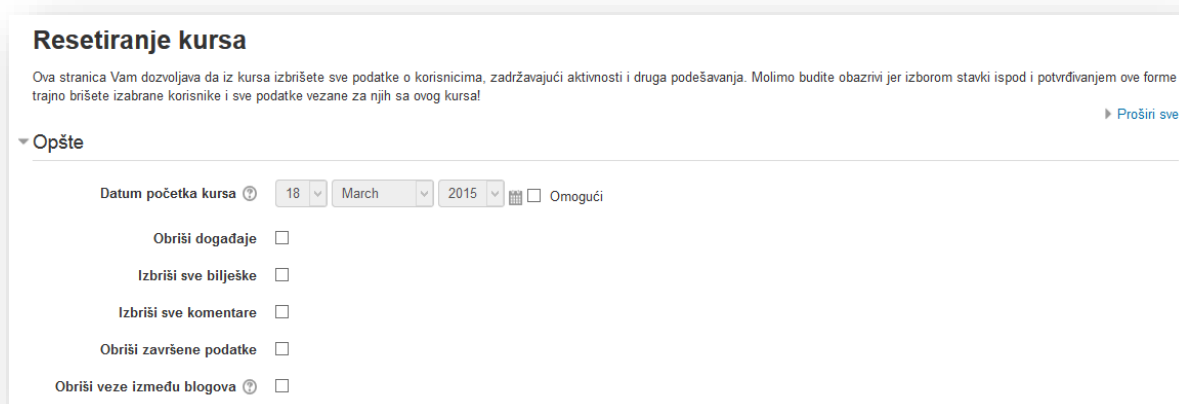 Resetiranje kursa
Ova stranica Vam dozvoljava da iz kursa izbrišete sve podatke o korisnicima, zadržavajući aktivnosti i druga podešavanja. Molimo budite obazrivi jer izborom stavki ispod i potvrđivanjem ove forme
trajno brišete izabrane korisnike i sve podatke vezane za njih sa ovog kursa!
Proširi sve
Opšte
Datum početka kursa 18 March 2015 Omogući
Obriši događaje
Izbriši sve bilješke
Izbriši sve komentare
Obriši završene podatke
Obriši veze između blogova